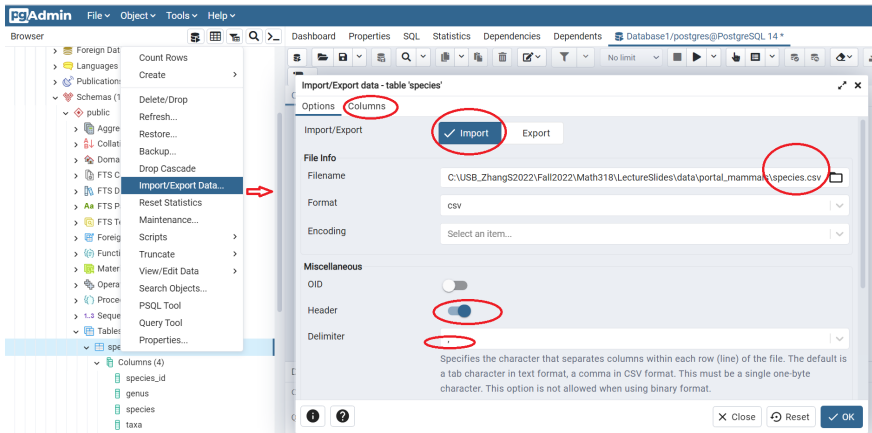 pgAdmin File Object Tools Help
Browser
Dashboard Properties SQL Statistics Dependencies Dependents Database1/postgres@PostgreSQL 14 *
No limit
Foreign Dat
Languages
Publication
Schemas (1
public
Aggre
Collati
Doma
FTS C
FTS D
Aa FTS P
FTS T
Foreig
Functi
Mater
Opera
Proce
1..3 Seque
Tables
spe
Columns (4)
species_id
genus
species
taxa
Count Rows
Create
Delete/Drop
Refresh...
Restore...
Backup...
Drop Cascade
Import/Export Data...
Reset Statistics
Maintenance...
Scripts
Truncate
View/Edit Data
Search Objects...
PSQL Tool
Query Tool
Properties...
Import/Export data - table 'species'
Options Columns
Import/Export Import Export
File Info
Filename C:\USB_ZhangS2022\Fall2022\Math318\LectureSlides\data\portal_mammals\species.csv
Format csv
Encoding Select an item...
Miscellaneous
OID
Header
Delimiter ,
Specifies the character that separates columns within each row (line) of the file. The default is
a tab character in text format, a comma in CSV format. This must be a single one-byte
character. This option is not allowed when using binary format.
Close Reset OK